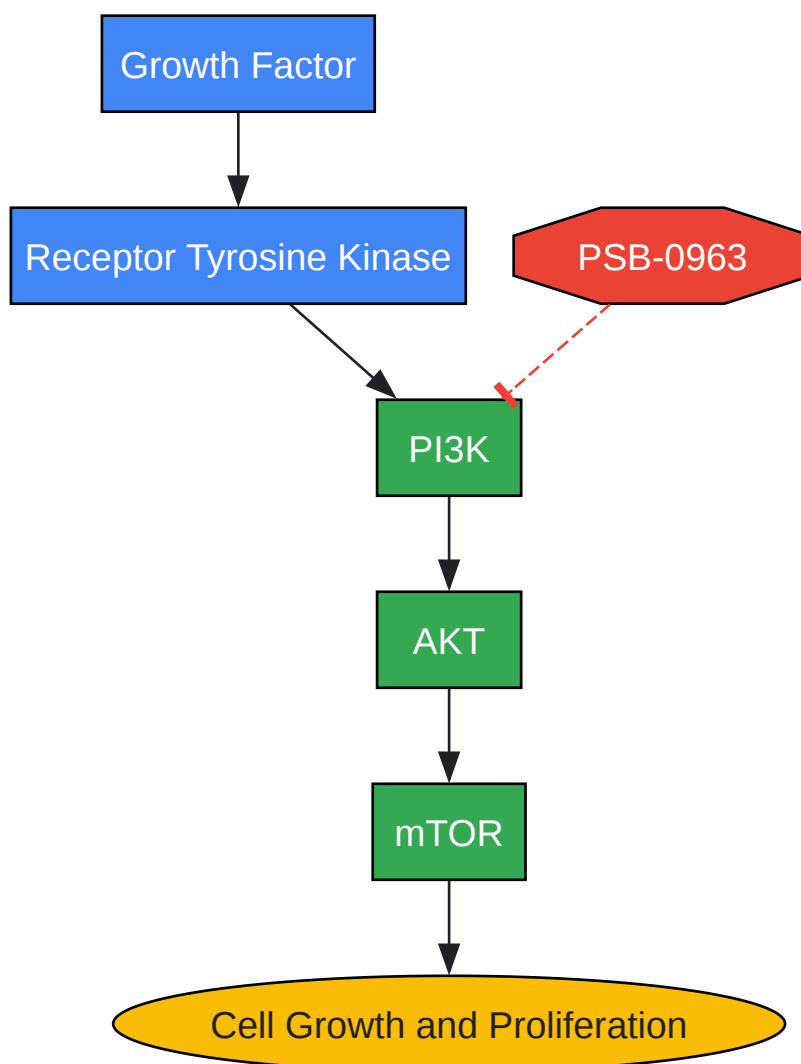 Growth Factor
Receptor Tyrosine Kinase
PSB-0963
PI3K
AKT
mTOR
Cell Growth and Proliferation